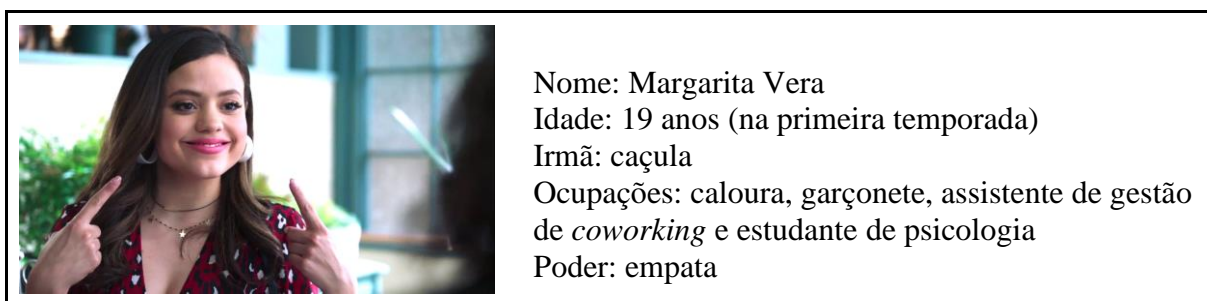 Nome: Margarita Vera
Idade: 19 anos (na primeira temporada)
Irmã: caçula
Ocupações: caloura, garçonete, assistente de gestão
de coworking e estudante de psicologia
Poder: empata